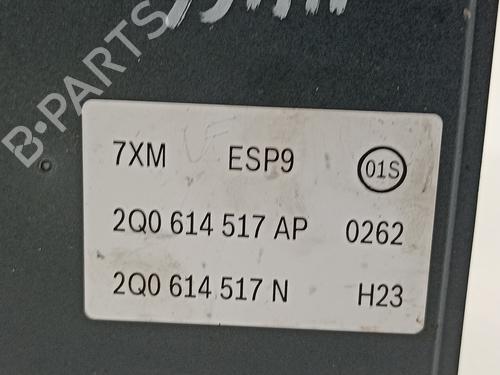 B-PARTS
7XM ESP9 01S
2Q0 614 517 AP 0262
2Q0 614 517 N H23